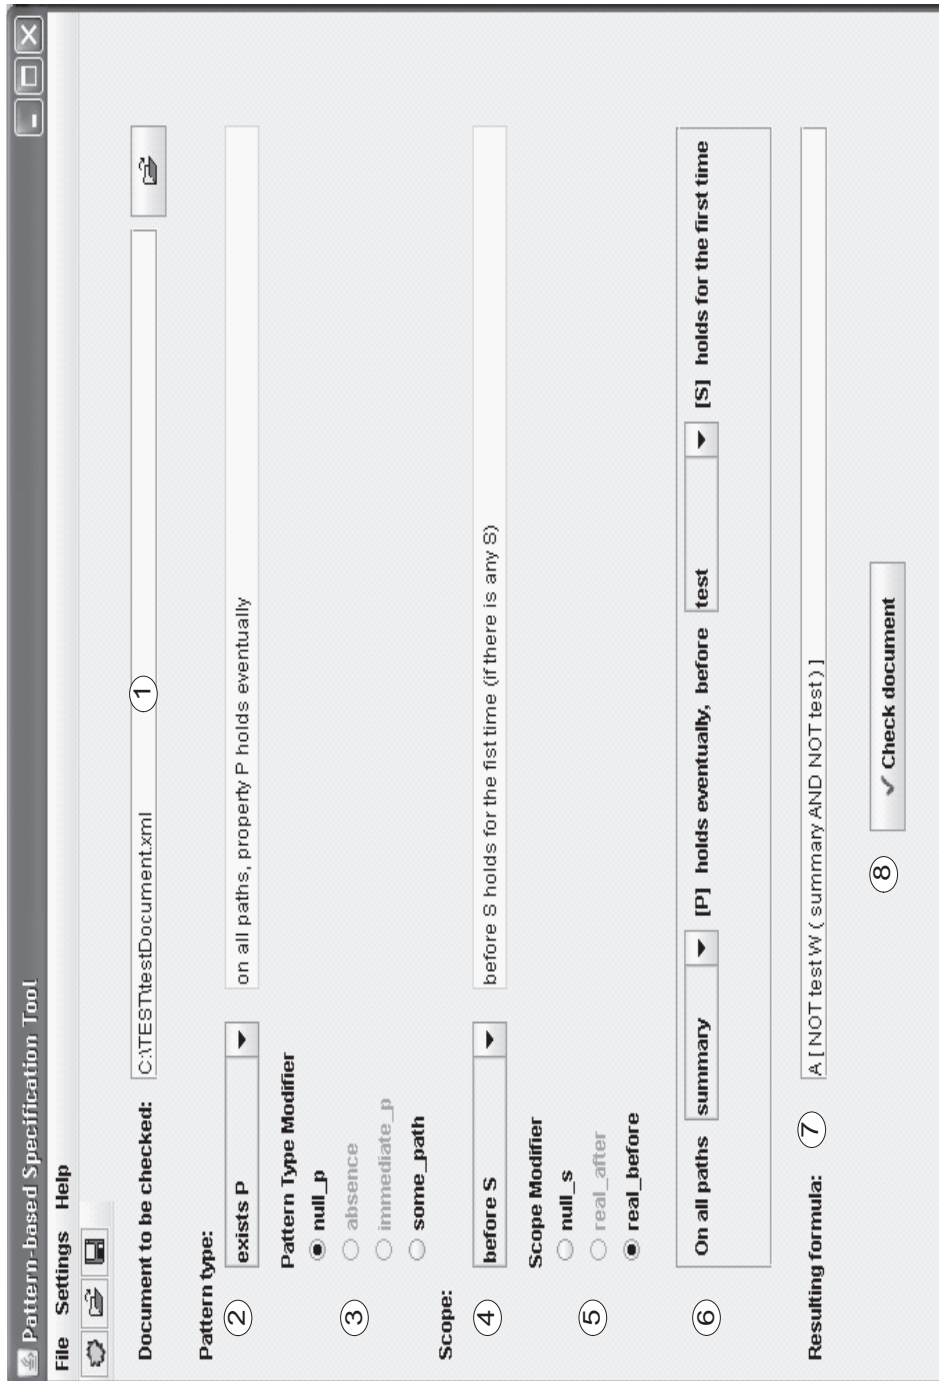 Pattern-based Specification Tool
File Settings Help
Document to be checked: C:\TEST\testDocument.xml 1
Pattern type:
2 exists P on all paths, property P holds eventually
Pattern Type Modifier
null_p
3 absence
immediate_p
some_path
Scope:
4 before S before S holds for the fist time (if there is any S)
Scope Modifier
null_s
5 real_after
real_before
6 On all paths summary [P] holds eventually, before test [S] holds for the first time
Resulting formula: 7 A [ NOT test W ( summary AND NOT test ) ]
8 Check document